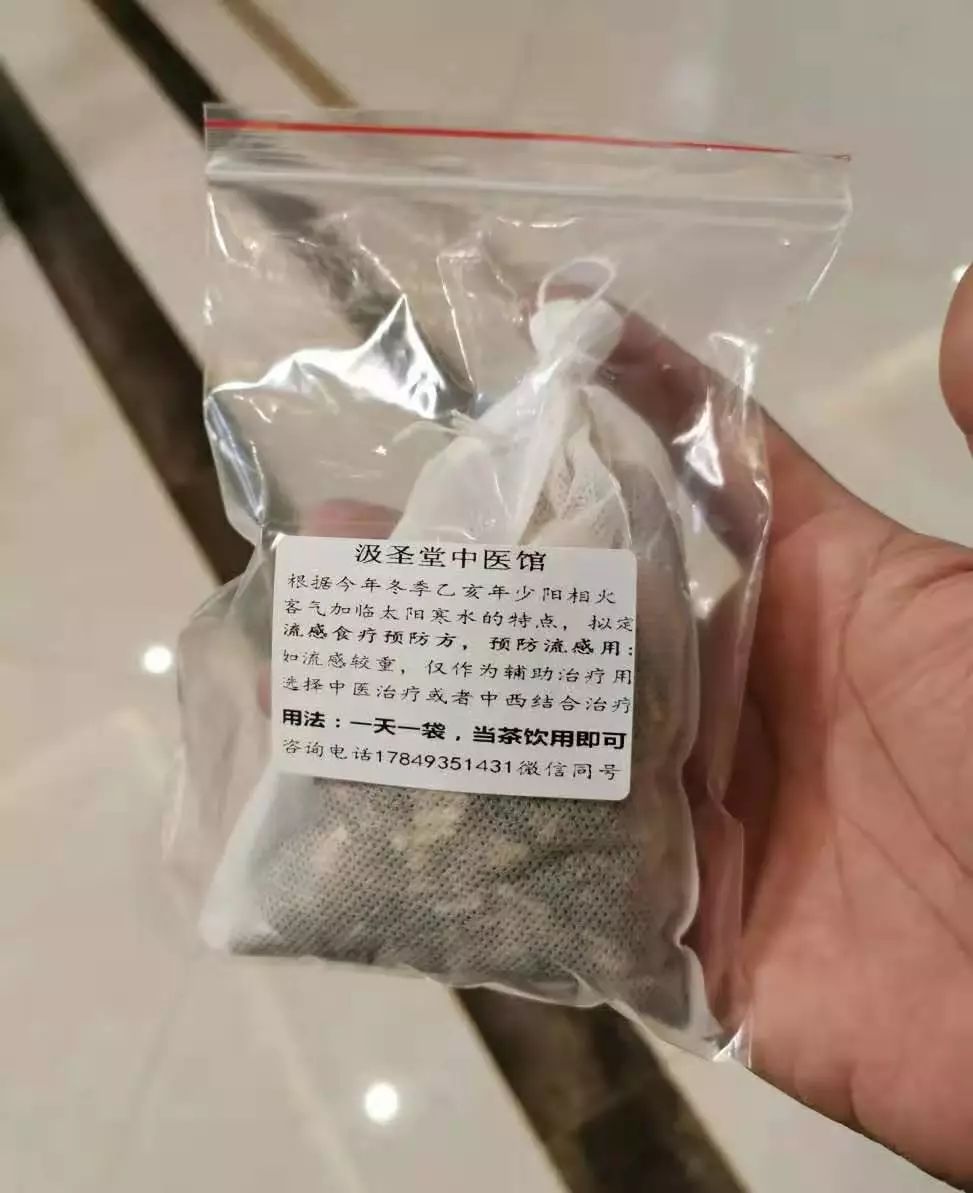 汲圣堂中医馆
根据今年冬季乙亥年少阳相火
客气加临太阳寒水的特点，拟定
流感食疗预防方，预防流感用：
如流感较重，仅作为辅助治疗用
选择中医治疗或者中西结合治疗
用法：一天一袋，当茶饮用即可
咨询电话17849351431微信同号